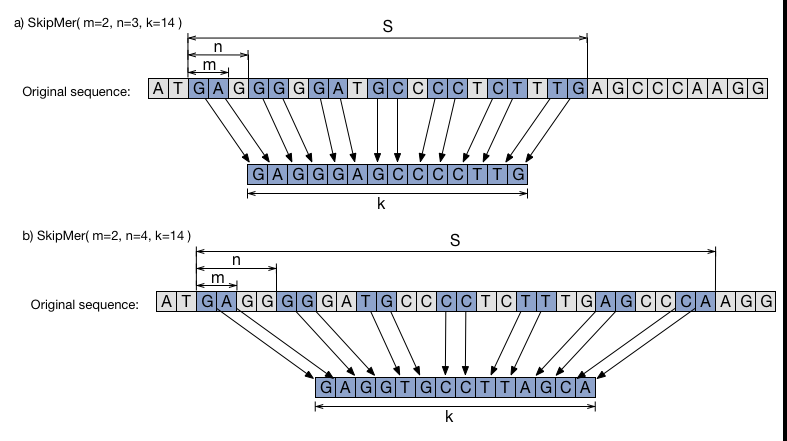 a) SkipMer( m=2, n=3, k=14 )
S
n
m
Original sequence: A T G A G G G G G A T G C C C C T C T T T G A G C C C A A G G
G A G G G A G C C C C T T G
k
b) SkipMer( m=2, n=4, k=14 )
S
n
m
Original sequence: A T G A G G G G G A T G C C C C T C T T T G A G C C C A A G G
G A G G T G C C T T A G C A
k